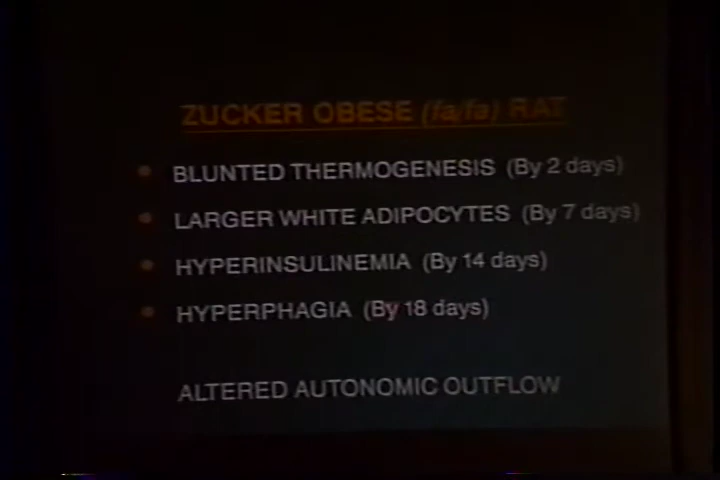 ZUCKER OBESE (fa/fa) RAT
• BLUNTED THERMOGENESIS (By 2 days)
• LARGER WHITE ADIPOCYTES (By 7 days)
• HYPERINSULINEMIA (By 14 days)
• HYPERPHAGIA (By 18 days)
ALTERED AUTONOMIC OUTFLOW